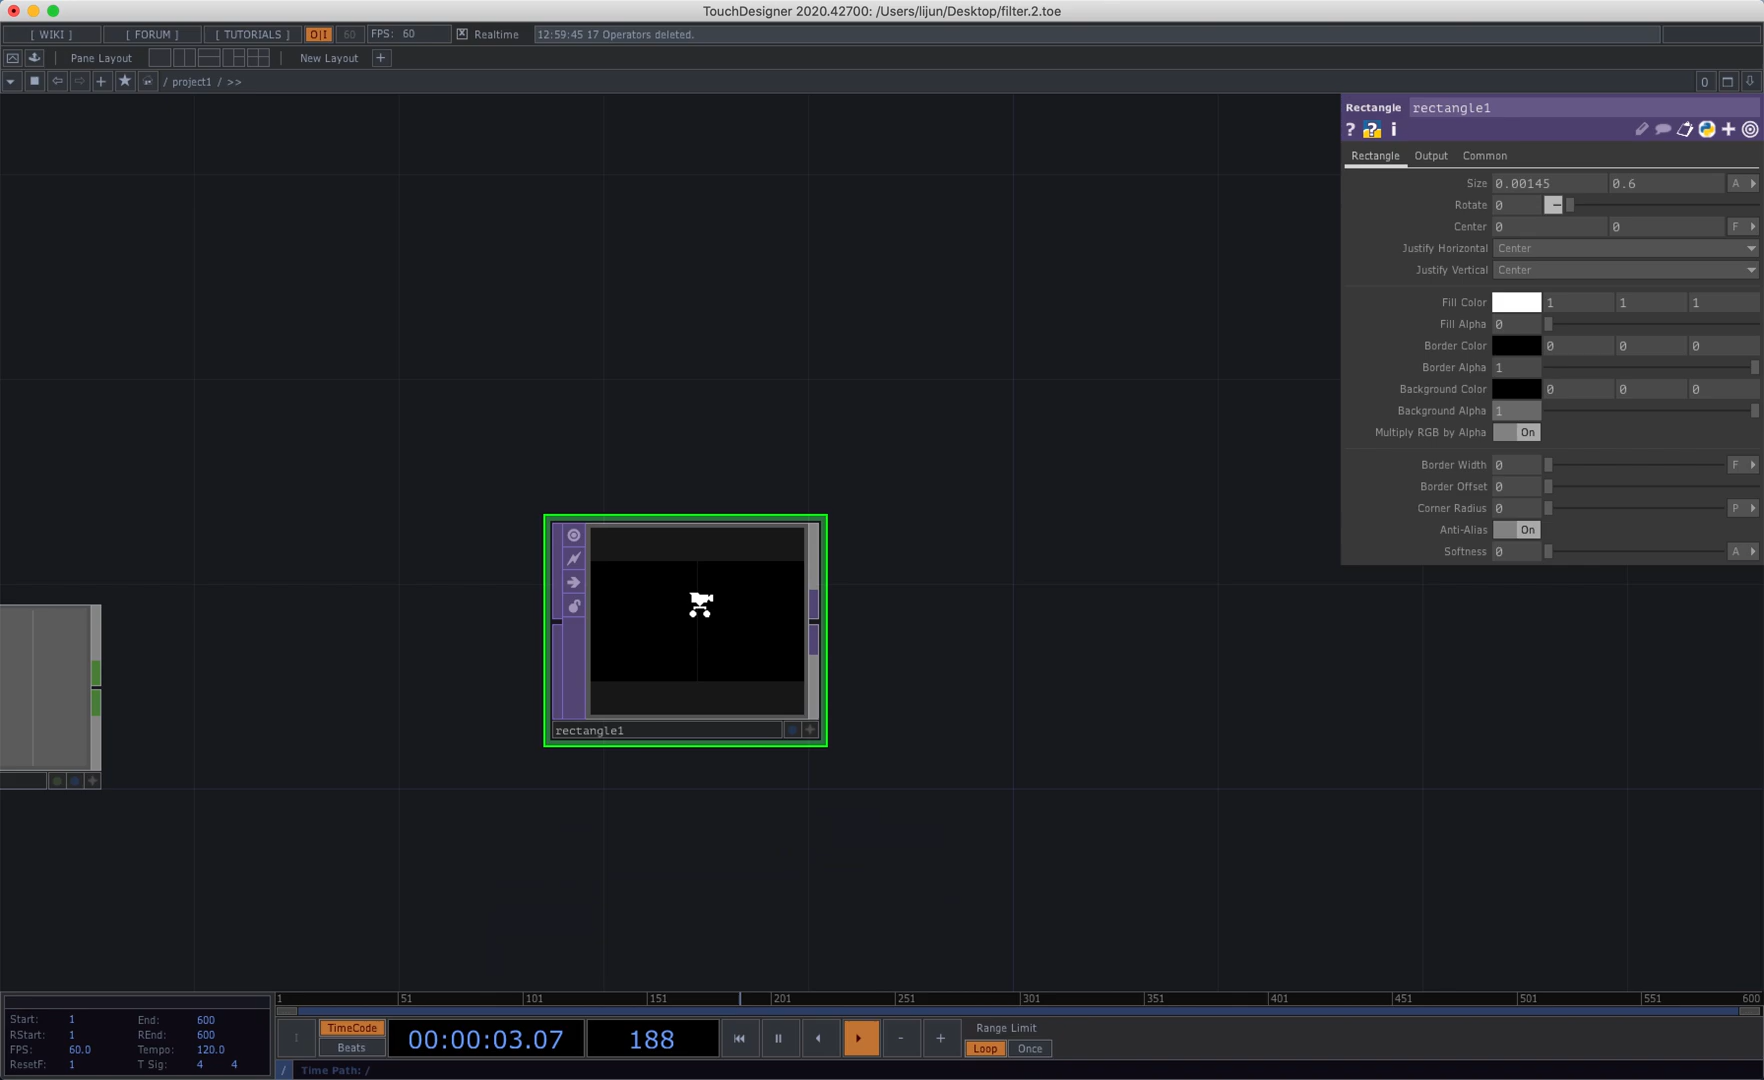 TouchDesigner 2020.42700: /Users/lijun/Desktop/filter.2.toe
[ WIKI ] [ FORUM ] [ TUTORIALS ] O|I 60 FPS: 60 Realtime 12:59:45 17 Operators deleted.
Pane Layout New Layout +
/ project1 / >> 0
Rectangle rectangle1
? ? i
Rectangle Output Common
Size 0.00145 0.6 A
Rotate 0
Center 0 0 F
Justify Horizontal Center
Justify Vertical Center
Fill Color 1 1 1
Fill Alpha 0
Border Color 0 0 0
Border Alpha 1
Background Color 0 0 0
Background Alpha 1
Multiply RGB by Alpha On
Border Width 0 F
Border Offset 0
Corner Radius 0 P
Anti-Alias On
Softness 0 A
rectangle1
1 51 101 151 201 251 301 351 401 451 501 551 600
Start: 1 End: 600
RStart: 1 REnd: 600
FPS: 60.0 Tempo: 120.0
ResetF: 1 T Sig: 4 4
I TimeCode Beats 00:00:03.07 188 - + Range Limit
Loop Once
/ Time Path: /